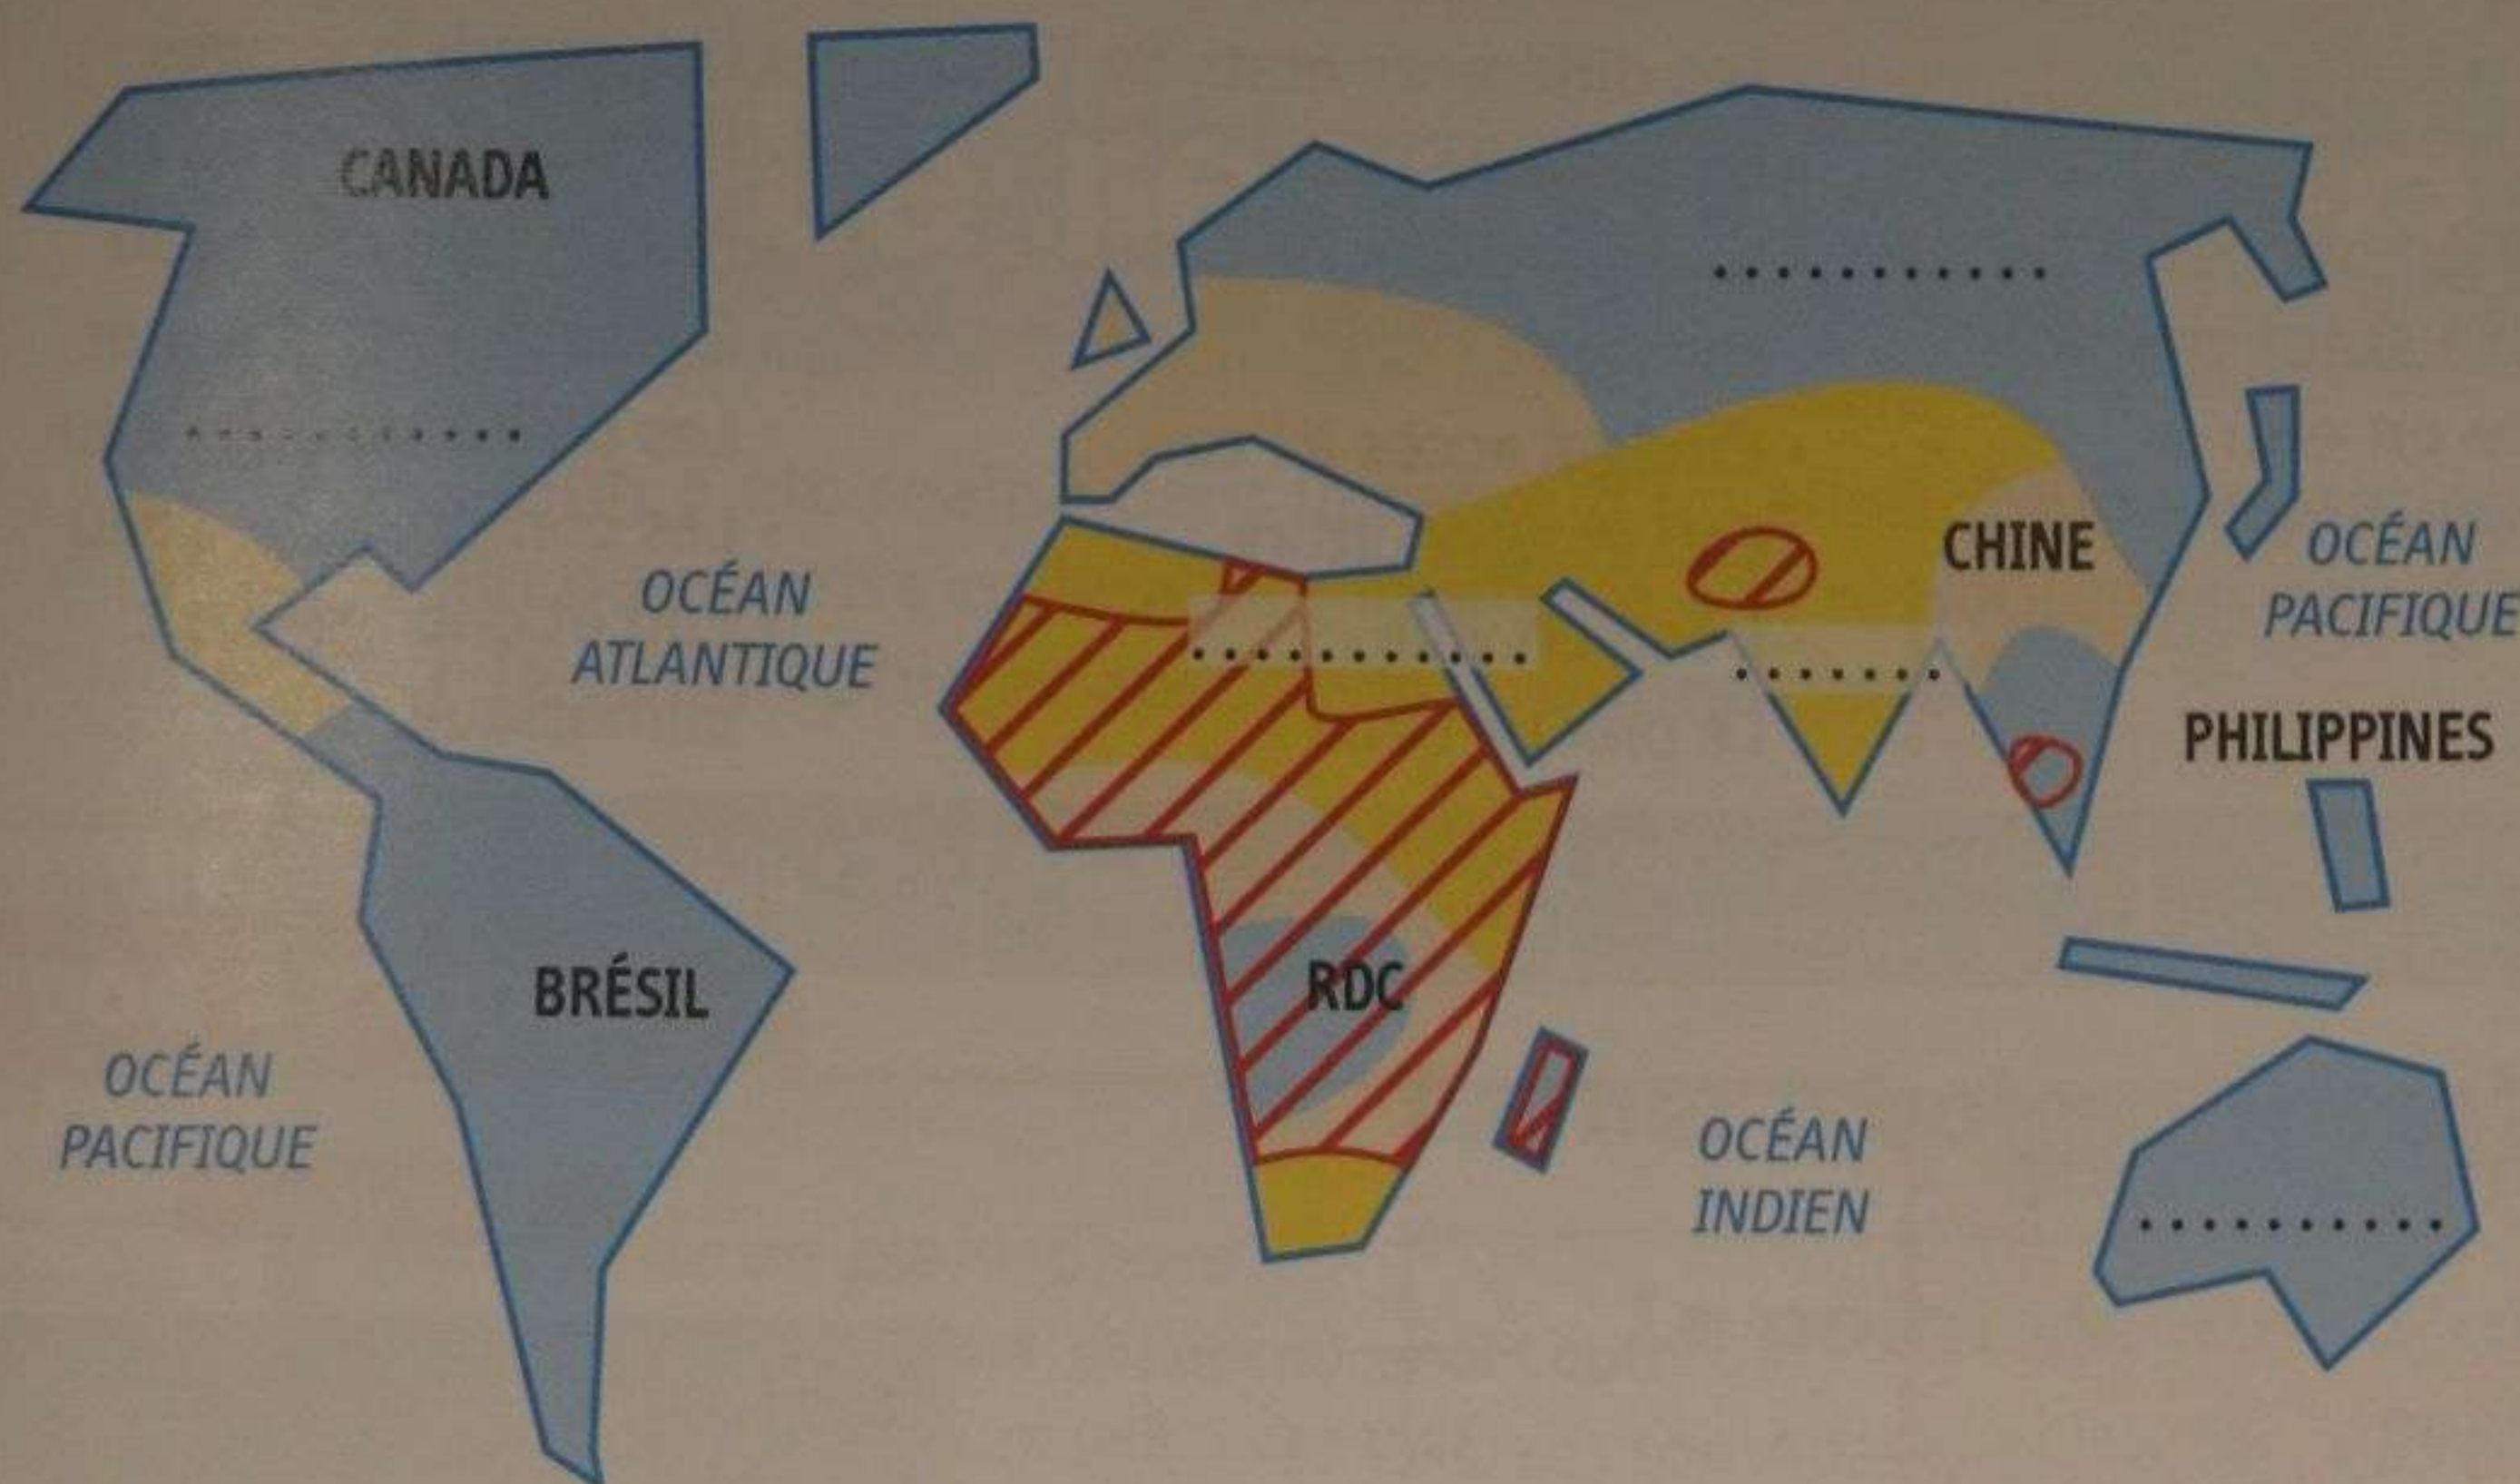 CANADA
OCÉAN
ATLANTIQUE
CHINE
OCÉAN
PACIFIQUE
PHILIPPINES
BRÉSIL
RDC
OCÉAN
PACIFIQUE
OCÉAN
INDIEN